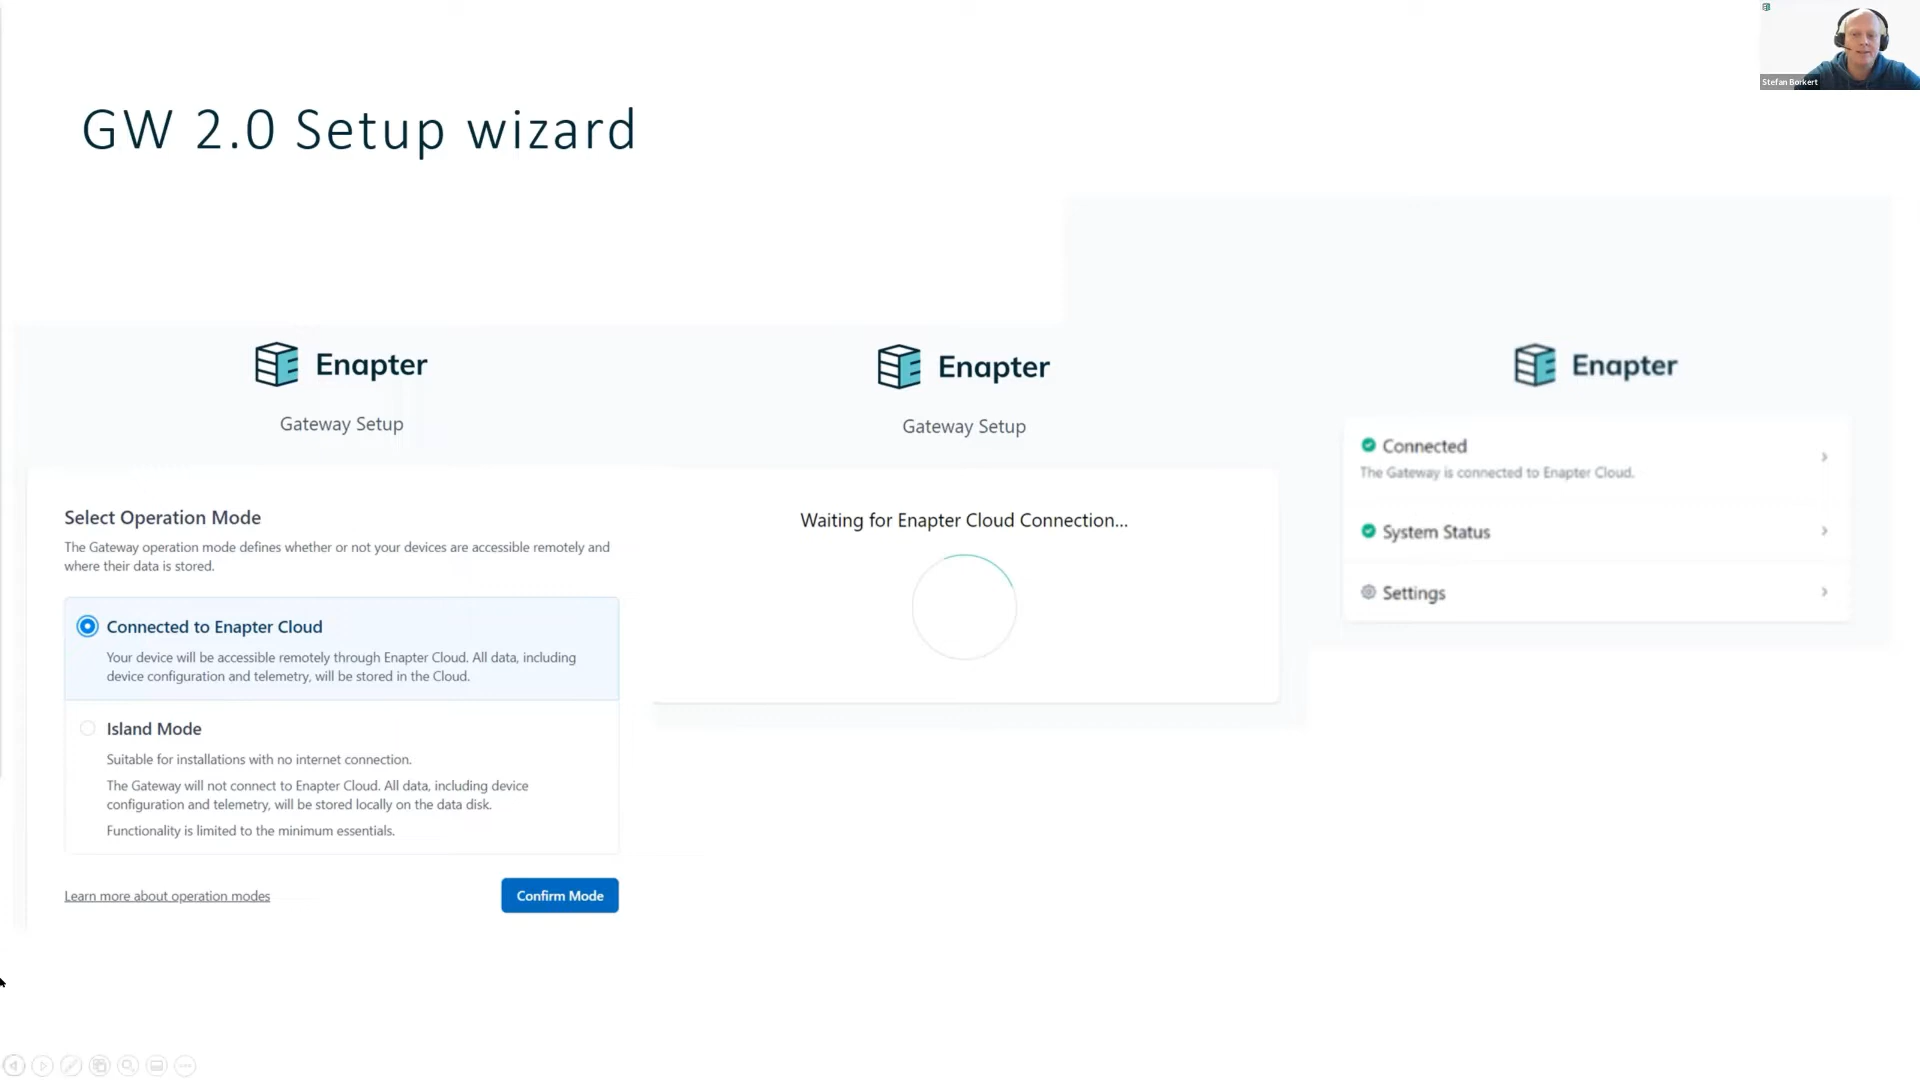 Stefan Borkert
GW 2.0 Setup wizard
Enapter
Gateway Setup
Select Operation Mode
The Gateway operation mode defines whether or not your devices are accessible remotely and
where their data is stored.
Connected to Enapter Cloud
Your device will be accessible remotely through Enapter Cloud. All data, including
device configuration and telemetry, will be stored in the Cloud.
Island Mode
Suitable for installations with no internet connection.
The Gateway will not connect to Enapter Cloud. All data, including device
configuration and telemetry, will be stored locally on the data disk.
Functionality is limited to the minimum essentials.
Learn more about operation modes
Confirm Mode
Enapter
Gateway Setup
Waiting for Enapter Cloud Connection...
Enapter
Connected
The Gateway is connected to Enapter Cloud.
System Status
Settings